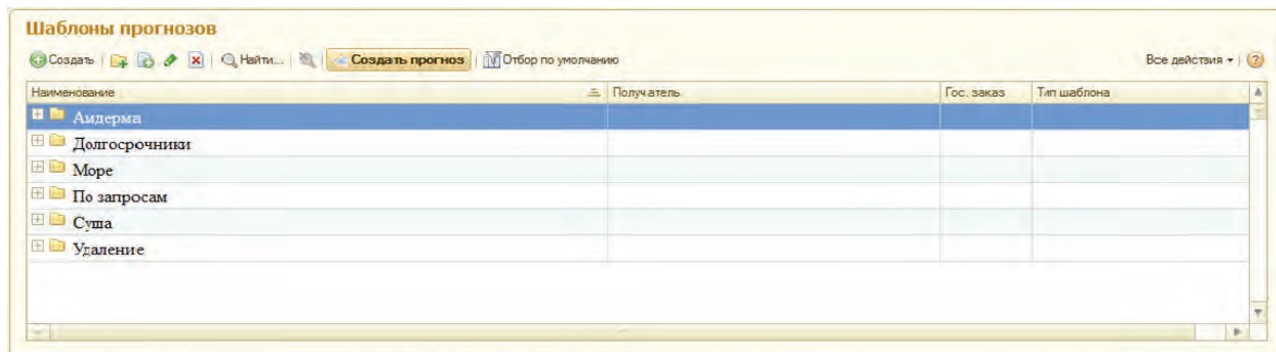 Шаблоны прогнозов
Создать Найти... Создать прогноз Отбор по умолчанию Все действия
Наименование Получатель Гос. заказ Тип шаблона
Амдерма
Долгосрочники
Море
По запросам
Суша
Удаление